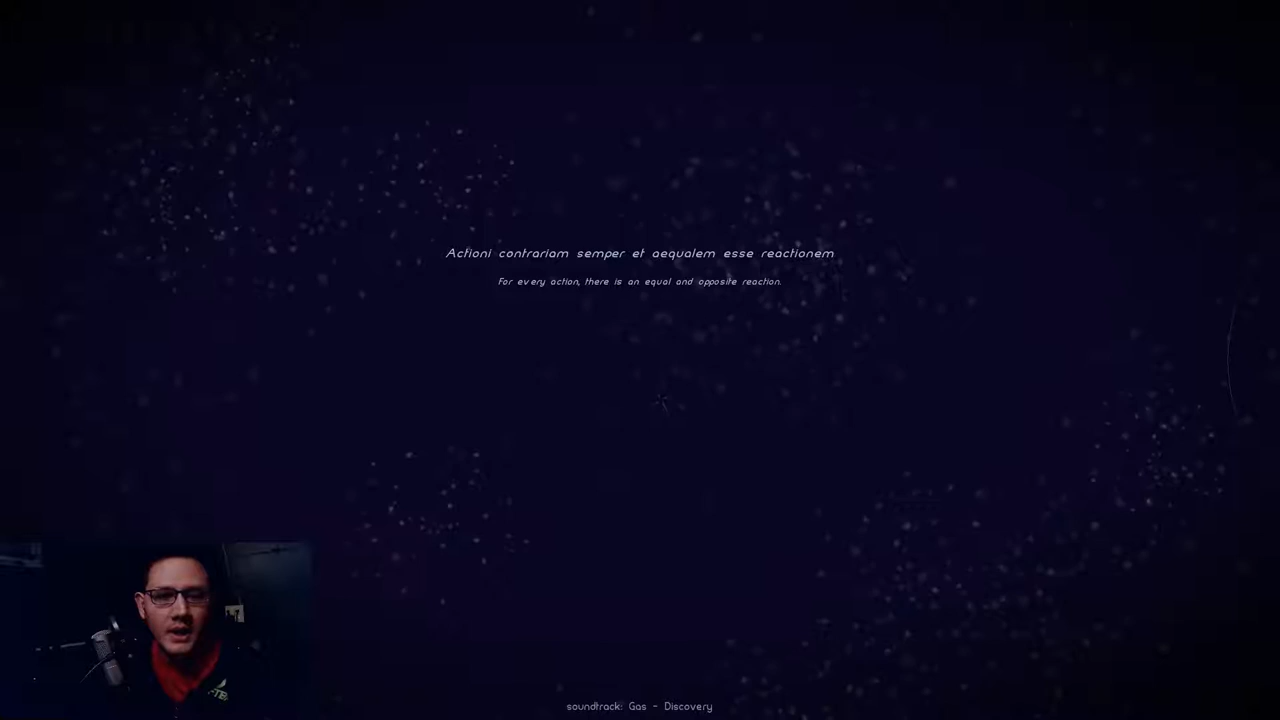 Actioni contrariam semper et aequalem esse reactionem
For every action, there is an equal and opposite reaction.
soundtrack: Gas - Discovery